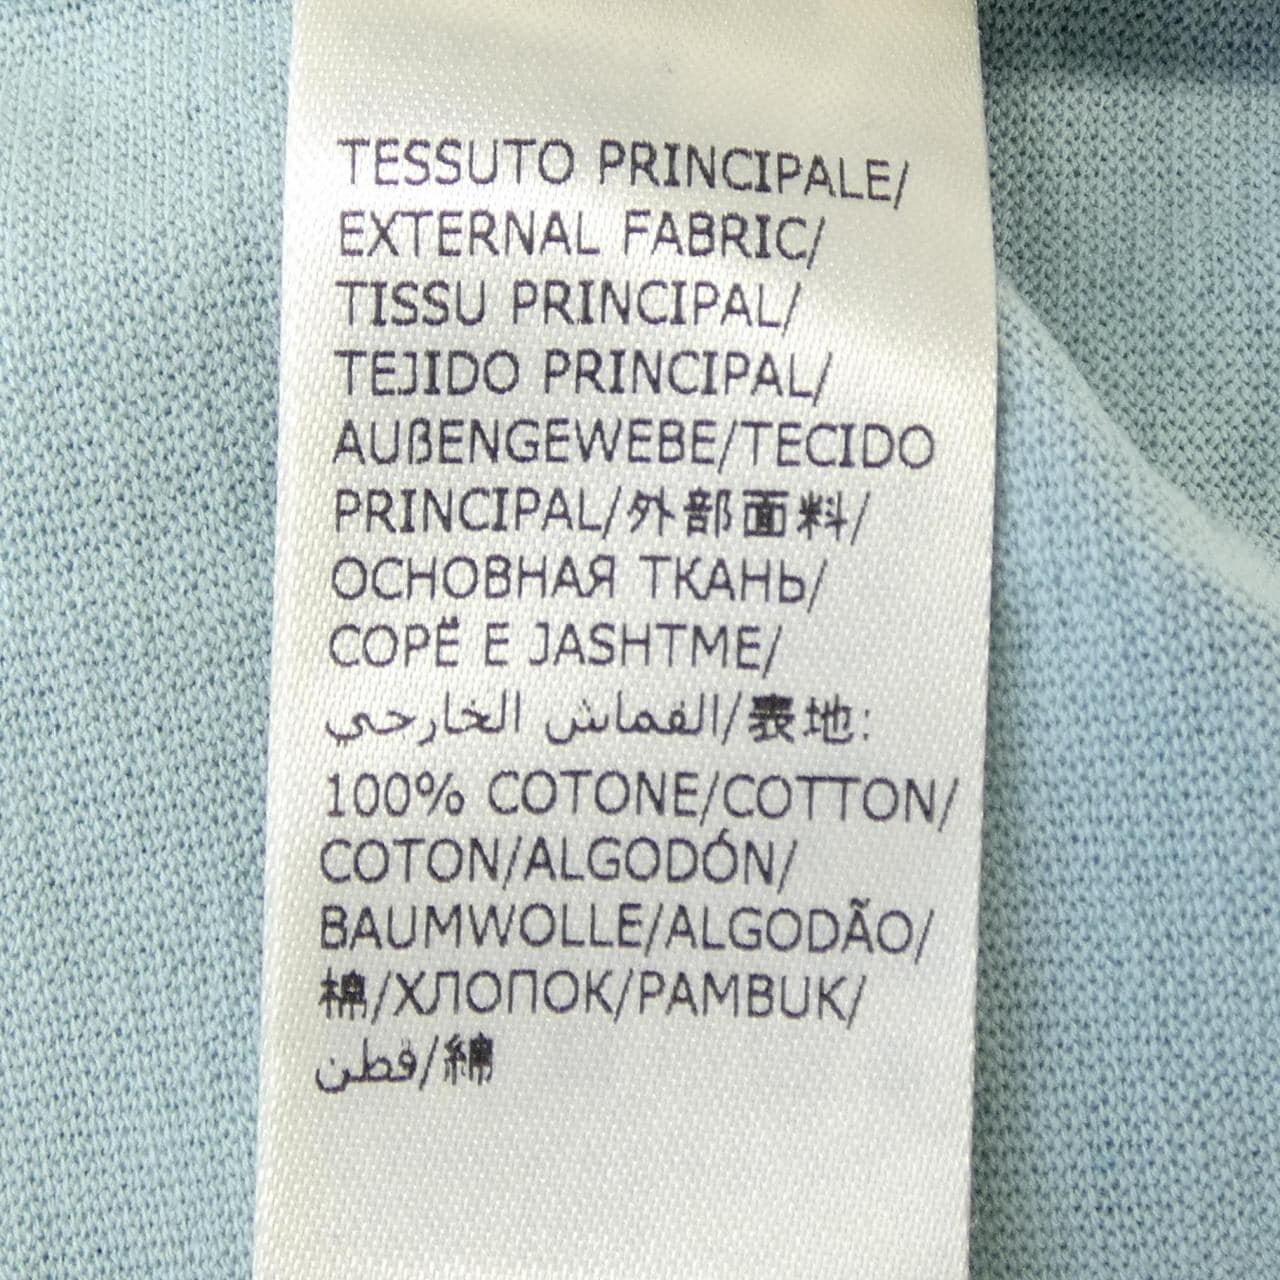 TESSUTO PRINCIPALE/
EXTERNAL FABRIC/
TISSU PRINCIPAL/
TEJIDO PRINCIPAL/
AUßENGEWEBE/TECIDO
PRINCIPAL/外部面料/
ОСНОВНАЯ ТКАНЬ/
COPË E JASHTME/
القماش الخارجي/表地:
100% COTONE/COTTON/
COTON/ALGODÓN/
BAUMWOLLE/ALGODÃO/
棉/ХЛОПОК/PAMBUK/
قطن/綿